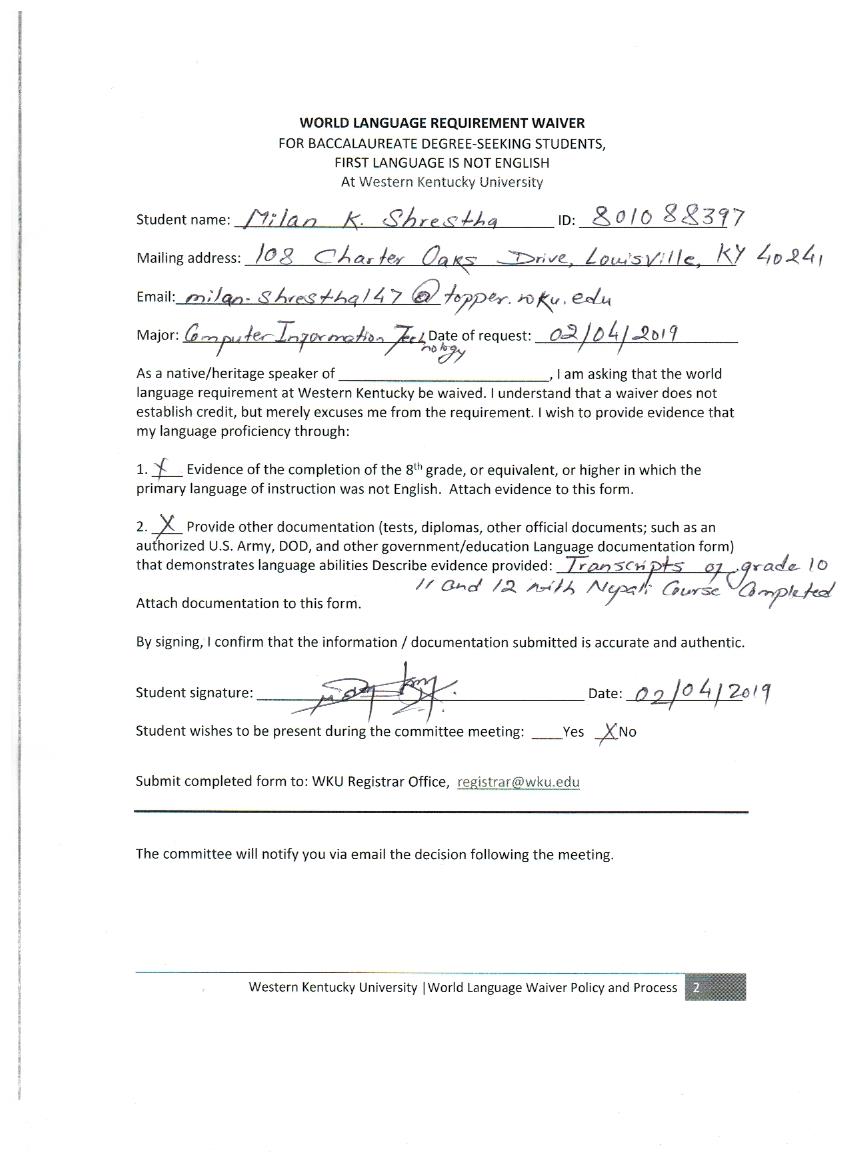 WORLD LANGUAGE REQUIREMENT WAIVER
FOR BACCALAUREATE DEGREE-SEEKING STUDENTS,
FIRST LANGUAGE IS NOT ENGLISH
At Western Kentucky University
Student name: Milan K. Shrestha ID: 801088397
Mailing address: 108 Charter Oaks Drive, Louisville, KY 40241
Email: milan.shrestha147@topper.wku.edu
Major: Computer Information Tech Date of request: 02/04/2019
nology
As a native/heritage speaker of ____________________, I am asking that the world
language requirement at Western Kentucky be waived. I understand that a waiver does not
establish credit, but merely excuses me from the requirement. I wish to provide evidence that
my language proficiency through:
1. X Evidence of the completion of the 8th grade, or equivalent, or higher in which the
primary language of instruction was not English. Attach evidence to this form.
2. X Provide other documentation (tests, diplomas, other official documents; such as an
authorized U.S. Army, DOD, and other government/education Language documentation form)
that demonstrates language abilities Describe evidence provided: Transcripts of grade 10
11 and 12 with Nepali Course Completed
Attach documentation to this form.
By signing, I confirm that the information / documentation submitted is accurate and authentic.
Student signature: Date: 02/04/2019
Student wishes to be present during the committee meeting: ___Yes X No
Submit completed form to: WKU Registrar Office, registrar@wku.edu
The committee will notify you via email the decision following the meeting.
Western Kentucky University |World Language Waiver Policy and Process 2